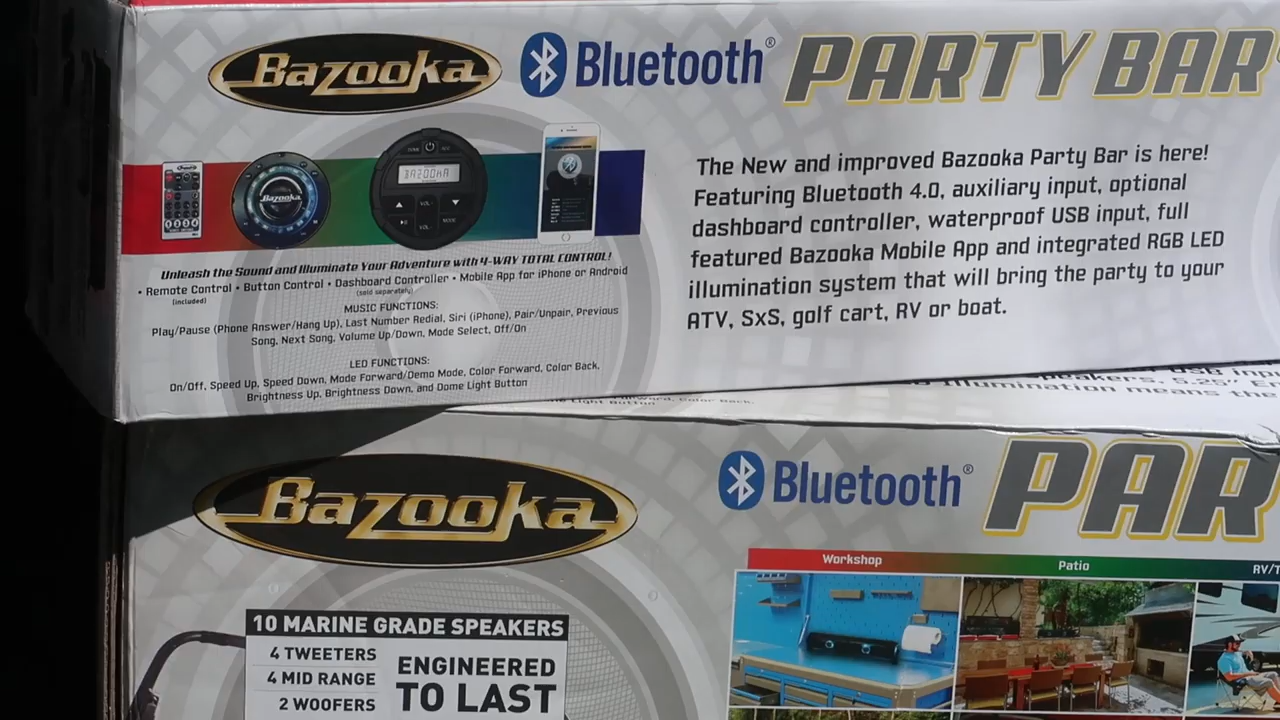 Bazooka
Bluetooth®
PARTY BAR
BAZOOKA
Bazooka
The New and improved Bazooka Party Bar is here!
Featuring Bluetooth 4.0, auxiliary input, optional
dashboard controller, waterproof USB input, full
featured Bazooka Mobile App and integrated RGB LED
illumination system that will bring the party to your
ATV, SxS, golf cart, RV or boat.
Unleash the Sound and Illuminate Your Adventure with 4-WAY TOTAL CONTROL!
• Remote Control • Button Control • Dashboard Controller • Mobile App for iPhone or Android
(included)
(sold separately)
MUSIC FUNCTIONS:
Play/Pause (Phone Answer/Hang Up), Last Number Redial, Siri (iPhone), Pair/Unpair, Previous
Song, Next Song, Volume Up/Down, Mode Select, Off/On
LED FUNCTIONS:
On/Off, Speed Up, Speed Down, Mode Forward/Demo Mode, Color Forward, Color Back,
Brightness Up, Brightness Down, and Dome Light Button
5.25"
Illumination means the
Bazooka
Bluetooth®
PAR
Workshop
Patio
RV/T
10 MARINE GRADE SPEAKERS
4 TWEETERS
4 MID RANGE
2 WOOFERS
ENGINEERED
TO LAST